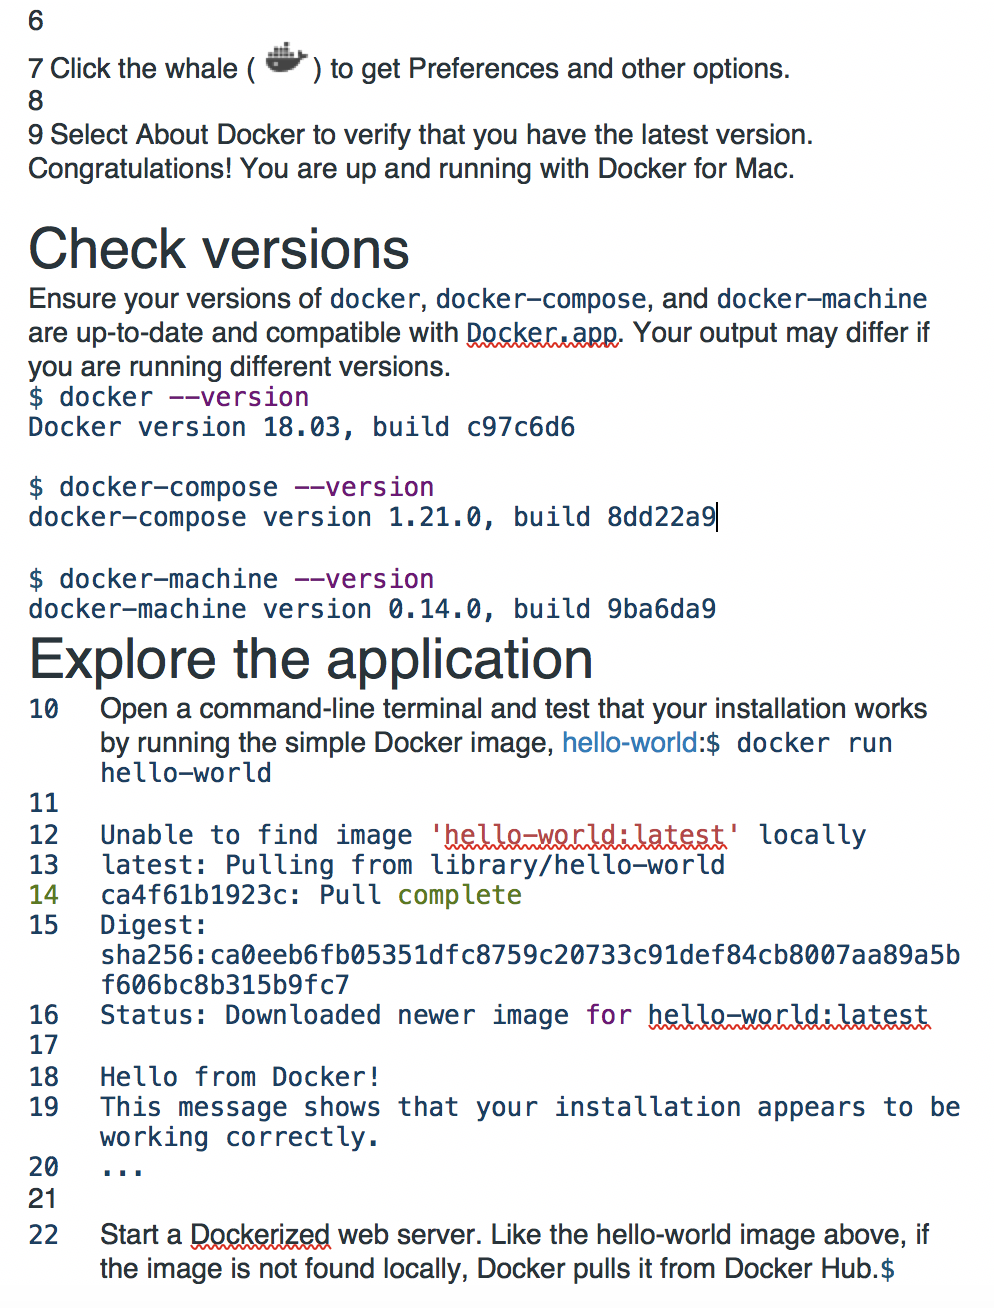 6
7 Click the whale ( ) to get Preferences and other options.
8
9 Select About Docker to verify that you have the latest version.
Congratulations! You are up and running with Docker for Mac.
Check versions
Ensure your versions of docker, docker-compose, and docker-machine
are up-to-date and compatible with Docker.app. Your output may differ if
you are running different versions.
$ docker --version
Docker version 18.03, build c97c6d6
$ docker-compose --version
docker-compose version 1.21.0, build 8dd22a9
$ docker-machine --version
docker-machine version 0.14.0, build 9ba6da9
Explore the application
10 Open a command-line terminal and test that your installation works
by running the simple Docker image, hello-world:$ docker run
hello-world
11
12 Unable to find image 'hello-world:latest' locally
13 latest: Pulling from library/hello-world
14 ca4f61b1923c: Pull complete
15 Digest:
sha256:ca0eeb6fb05351dfc8759c20733c91def84cb8007aa89a5b
f606bc8b315b9fc7
16 Status: Downloaded newer image for hello-world:latest
17
18 Hello from Docker!
19 This message shows that your installation appears to be
working correctly.
20 ...
21
22 Start a Dockerized web server. Like the hello-world image above, if
the image is not found locally, Docker pulls it from Docker Hub.$